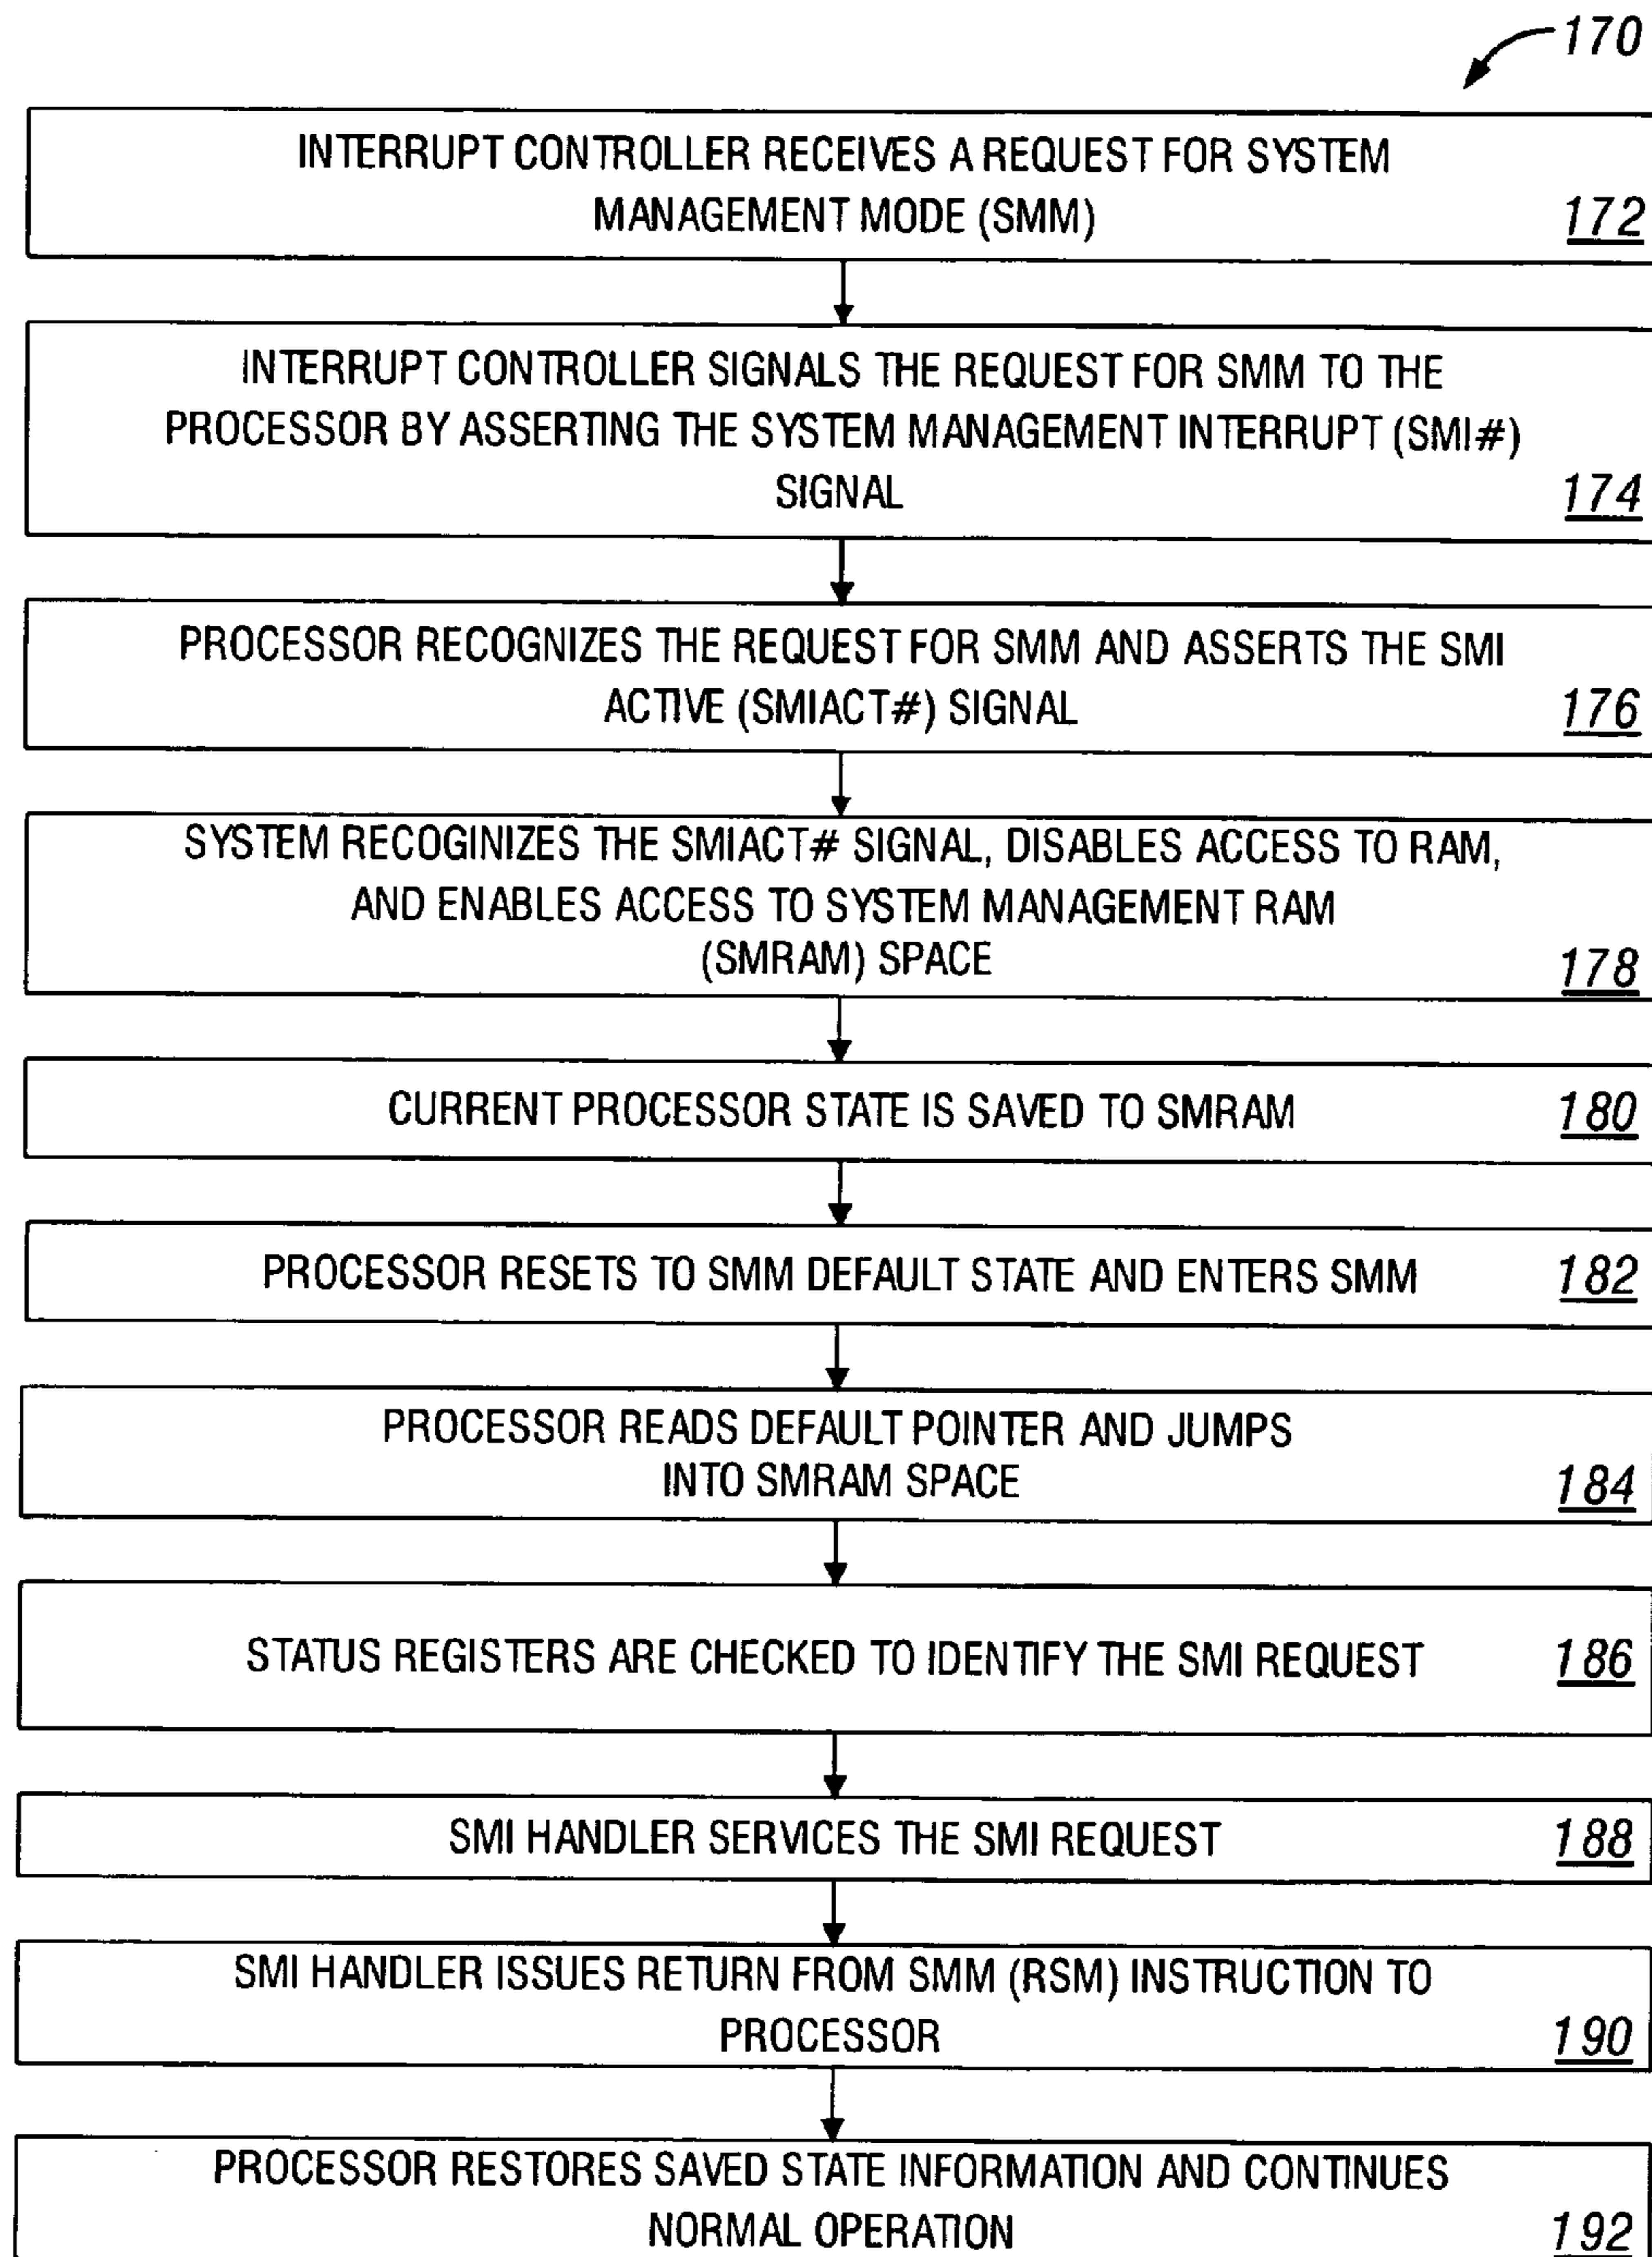 170
INTERRUPT CONTROLLER RECEIVES A REQUEST FOR SYSTEM
MANAGEMENT MODE (SMM)
172
INTERRUPT CONTROLLER SIGNALS THE REQUEST FOR SMM TO THE
PROCESSOR BY ASSERTING THE SYSTEM MANAGEMENT INTERRUPT (SMI#)
SIGNAL
174
PROCESSOR RECOGNIZES THE REQUEST FOR SMM AND ASSERTS THE SMI
ACTIVE (SMIACT#) SIGNAL
176
SYSTEM RECOGINIZES THE SMIACT# SIGNAL, DISABLES ACCESS TO RAM,
AND ENABLES ACCESS TO SYSTEM MANAGEMENT RAM
(SMRAM) SPACE
178
CURRENT PROCESSOR STATE IS SAVED TO SMRAM
180
PROCESSOR RESETS TO SMM DEFAULT STATE AND ENTERS SMM
182
PROCESSOR READS DEFAULT POINTER AND JUMPS
INTO SMRAM SPACE
184
STATUS REGISTERS ARE CHECKED TO IDENTIFY THE SMI REQUEST
186
SMI HANDLER SERVICES THE SMI REQUEST
188
SMI HANDLER ISSUES RETURN FROM SMM (RSM) INSTRUCTION TO
PROCESSOR
190
PROCESSOR RESTORES SAVED STATE INFORMATION AND CONTINUES
NORMAL OPERATION
192